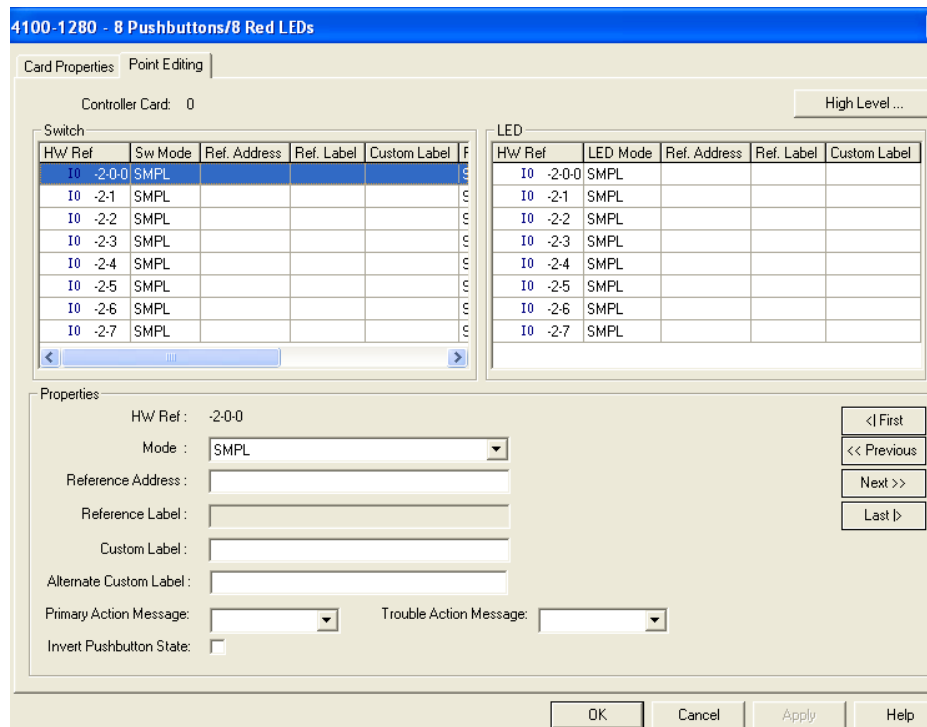 4100-1280 - 8 Pushbuttons/8 Red LEDs
Card Properties Point Editing
Controller Card: 0 High Level ...
Switch LED
HW Ref Sw Mode Ref. Address Ref. Label Custom Label HW Ref LED Mode Ref. Address Ref. Label Custom Label
I0 -2-0-0 SMPL S I0 -2-0-0 SMPL
I0 -2-1 SMPL S I0 -2-1 SMPL
I0 -2-2 SMPL S I0 -2-2 SMPL
I0 -2-3 SMPL S I0 -2-3 SMPL
I0 -2-4 SMPL S I0 -2-4 SMPL
I0 -2-5 SMPL S I0 -2-5 SMPL
I0 -2-6 SMPL S I0 -2-6 SMPL
I0 -2-7 SMPL S I0 -2-7 SMPL
Properties
HW Ref : -2-0-0 First
Mode : SMPL << Previous
Reference Address : Next >>
Reference Label : Last
Custom Label :
Alternate Custom Label :
Primary Action Message: Trouble Action Message:
Invert Pushbutton State:
OK Cancel Apply Help